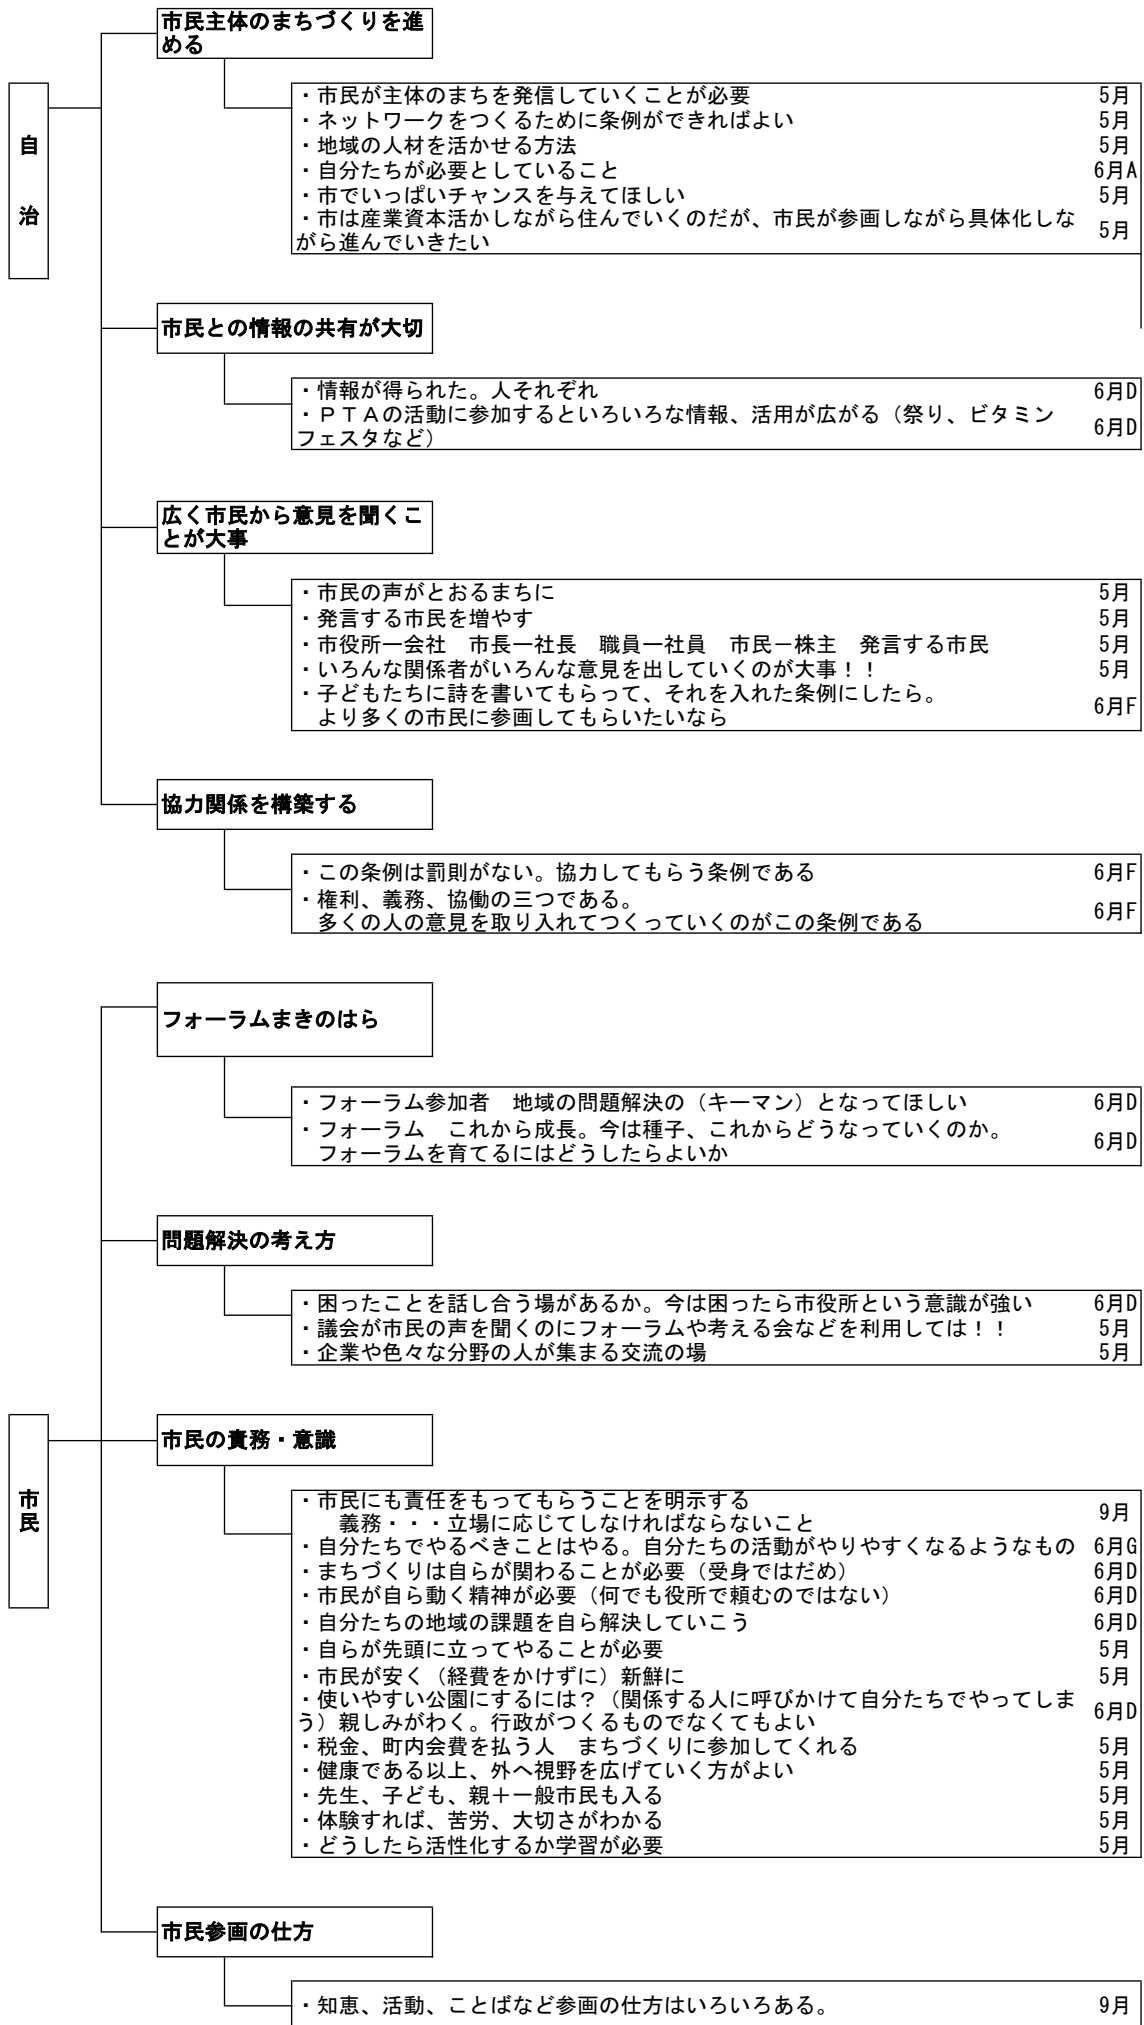 自治
市民主体のまちづくりを進
める
・市民が主体のまちを発信していくことが必要 5月
・ネットワークをつくるために条例ができればよい 5月
・地域の人材を活かせる方法 5月
・自分たちが必要としていること 6月A
・市でいっぱいチャンスを与えてほしい 5月
・市は産業資本活かしながら住んでいくのだが、市民が参画しながら具体化しな
がら進んでいきたい 5月
市民との情報の共有が大切
・情報が得られた。人それぞれ 6月D
・ＰＴＡの活動に参加するといろいろな情報、活用が広がる（祭り、ビタミン
フェスタなど） 6月D
広く市民から意見を聞くこ
とが大事
・市民の声がとおるまちに 5月
・発言する市民を増やす 5月
・市役所―会社　市長―社長　職員―社員　市民－株主　発言する市民 5月
・いろんな関係者がいろんな意見を出していくのが大事！！ 5月
・子どもたちに詩を書いてもらって、それを入れた条例にしたら。
より多くの市民に参画してもらいたいなら 6月F
協力関係を構築する
・この条例は罰則がない。協力してもらう条例である 6月F
・権利、義務、協働の三つである。
多くの人の意見を取り入れてつくっていくのがこの条例である 6月F
市民
フォーラムまきのはら
・フォーラム参加者　地域の問題解決の（キーマン）となってほしい 6月D
・フォーラム　これから成長。今は種子、これからどうなっていくのか。
フォーラムを育てるにはどうしたらよいか 6月D
問題解決の考え方
・困ったことを話し合う場があるか。今は困ったら市役所という意識が強い 6月D
・議会が市民の声を聞くのにフォーラムや考える会などを利用しては！！ 5月
・企業や色々な分野の人が集まる交流の場 5月
市民の責務・意識
・市民にも責任をもってもらうことを明示する
義務・・・立場に応じてしなければならないこと 9月
・自分たちでやるべきことはやる。自分たちの活動がやりやすくなるようなもの 6月G
・まちづくりは自らが関わることが必要（受身ではだめ） 6月D
・市民が自ら動く精神が必要（何でも役所で頼むのではない） 6月D
・自分たちの地域の課題を自ら解決していこう 6月D
・自らが先頭に立ってやることが必要 5月
・市民が安く（経費をかけずに）新鮮に 5月
・使いやすい公園にするには？（関係する人に呼びかけて自分たちでやってしま
う）親しみがわく。行政がつくるものでなくてもよい 6月D
・税金、町内会費を払う人　まちづくりに参加してくれる 5月
・健康である以上、外へ視野を広げていく方がよい 5月
・先生、子ども、親＋一般市民も入る 5月
・体験すれば、苦労、大切さがわかる 5月
・どうしたら活性化するか学習が必要 5月
市民参画の仕方
・知恵、活動、ことばなど参画の仕方はいろいろある。 9月